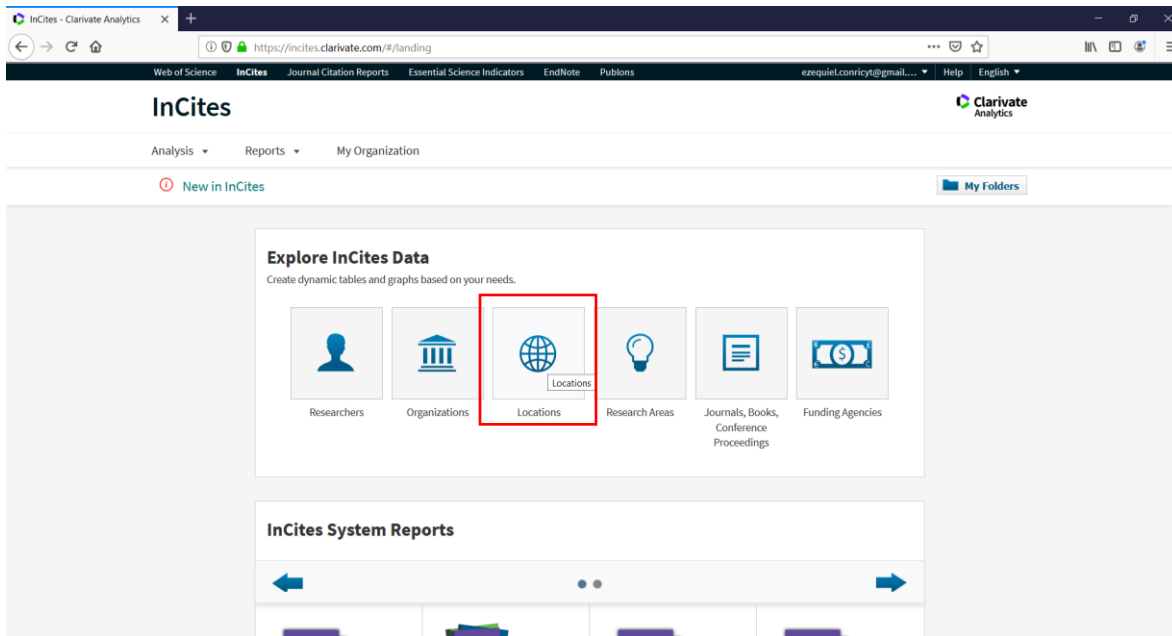 InCites - Clarivate Analytics
https://incites.clarivate.com/#/landing
Web of Science InCites Journal Citation Reports Essential Science Indicators EndNote Publons ezequiel.conricyt@gmail.... Help English
InCites
Clarivate
Analytics
Analysis Reports My Organization
New in InCites
My Folders
Explore InCites Data
Create dynamic tables and graphs based on your needs.
Locations
Researchers Organizations Locations Research Areas Journals, Books, Funding Agencies
Conference
Proceedings
InCites System Reports